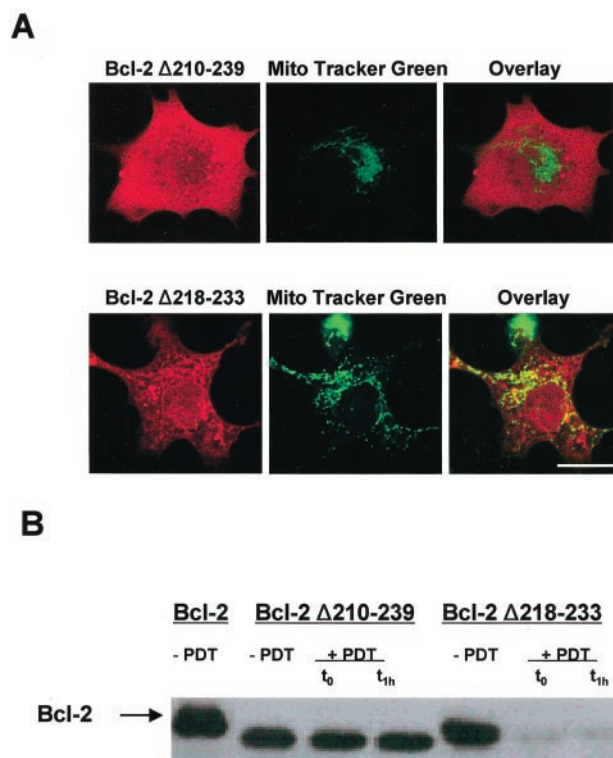 A
Bcl-2 Δ210-239 Mito Tracker Green Overlay
Bcl-2 Δ218-233 Mito Tracker Green Overlay
B
Bcl-2 Bcl-2 Δ210-239 Bcl-2 Δ218-233
- PDT - PDT + PDT - PDT + PDT
t0 t1h t0 t1h
Bcl-2